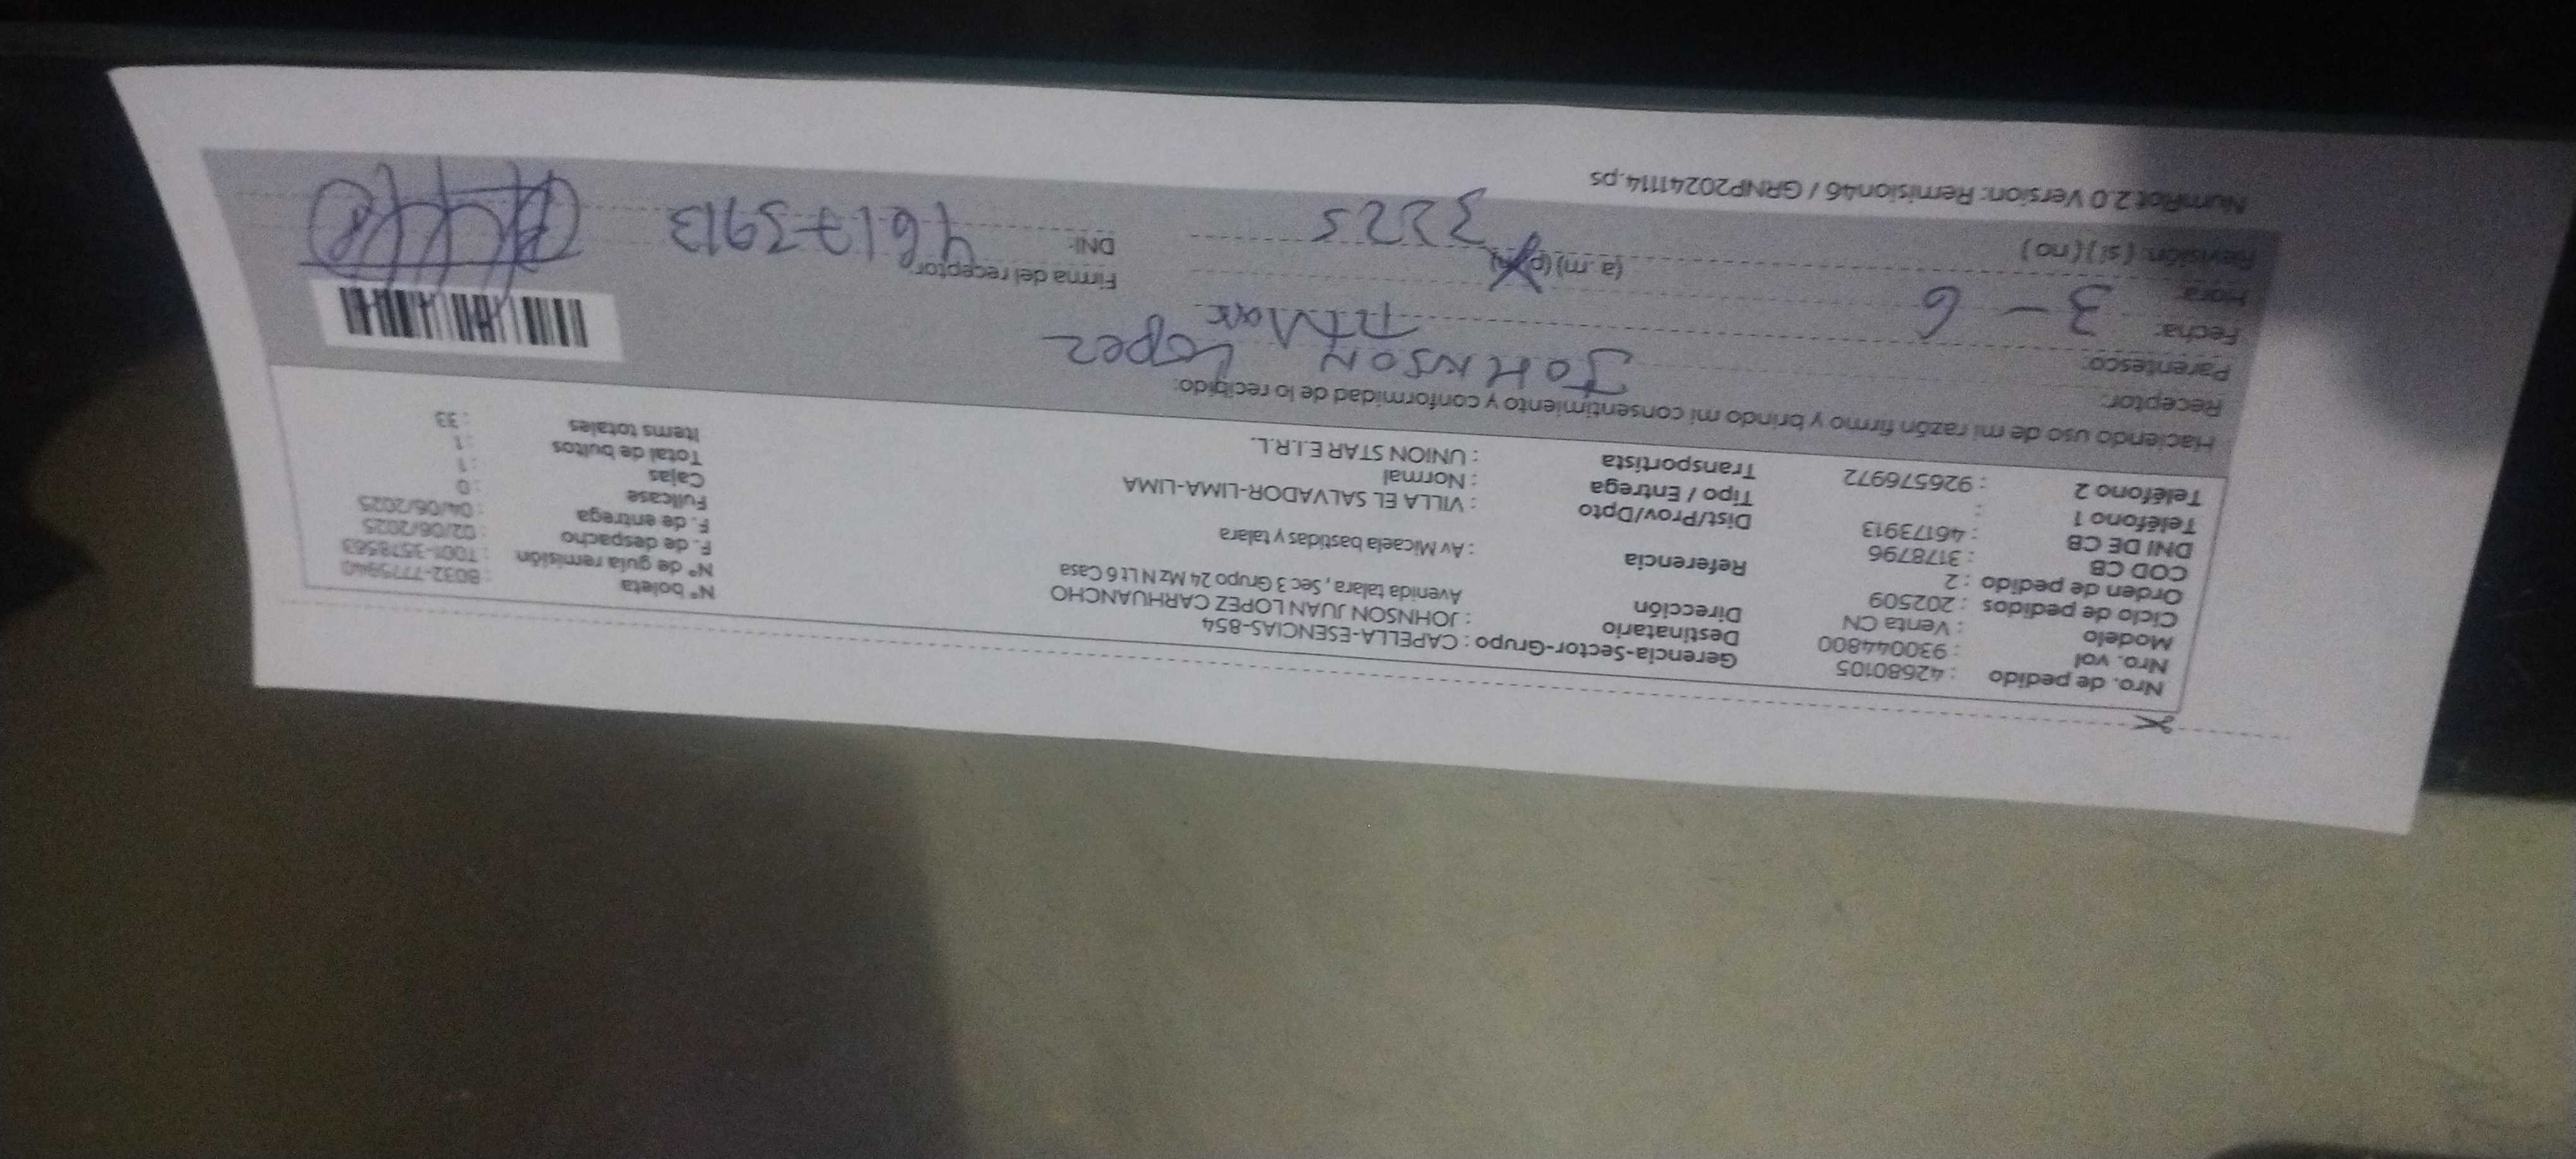 Nro. de pedido : 42680105 Gerencia-Sector-Grupo : CAPELLA-ESENCIAS-854
Nro. vol : 930044800 Destinatario : JOHNSON JUAN LOPEZ CARHUANCHO Nº boleta : B032-7775940
Modelo : Venta CN Dirección Avenida talara, Sec 3 Grupo 24 Mz N Lt 6 Casa Nº de guía remisión : T001-3578563
Ciclo de pedidos : 202509 F. de despacho : 02/06/2025
Orden de pedido : 2 Referencia : Av Micaela bastidas y talara F. de entrega : 04/06/2025
COD CB : 3178796 Dist/Prov/Dpto : VILLA EL SALVADOR-LIMA-LIMA Fullcase : 0
DNI DE CB : 46173913 Tipo / Entrega : Normal Cajas : 1
Teléfono 1 : Transportista : UNION STAR E.I.R.L. Total de bultos : 1
Teléfono 2 : 926576972 Items totales : 33
Haciendo uso de mi razón firmo y brindo mi consentimiento y conformidad de lo recibido:
Receptor: JOHNSON Lopez
Parentesco: Titular
Fecha: 3 - 6
Hora: (a.m) (p.m) 3225 Firma del receptor
Revisión: (si) (no) DNI: 46173913
NumRot 2.0 Version: Remision46 / GRNP20241114.ps